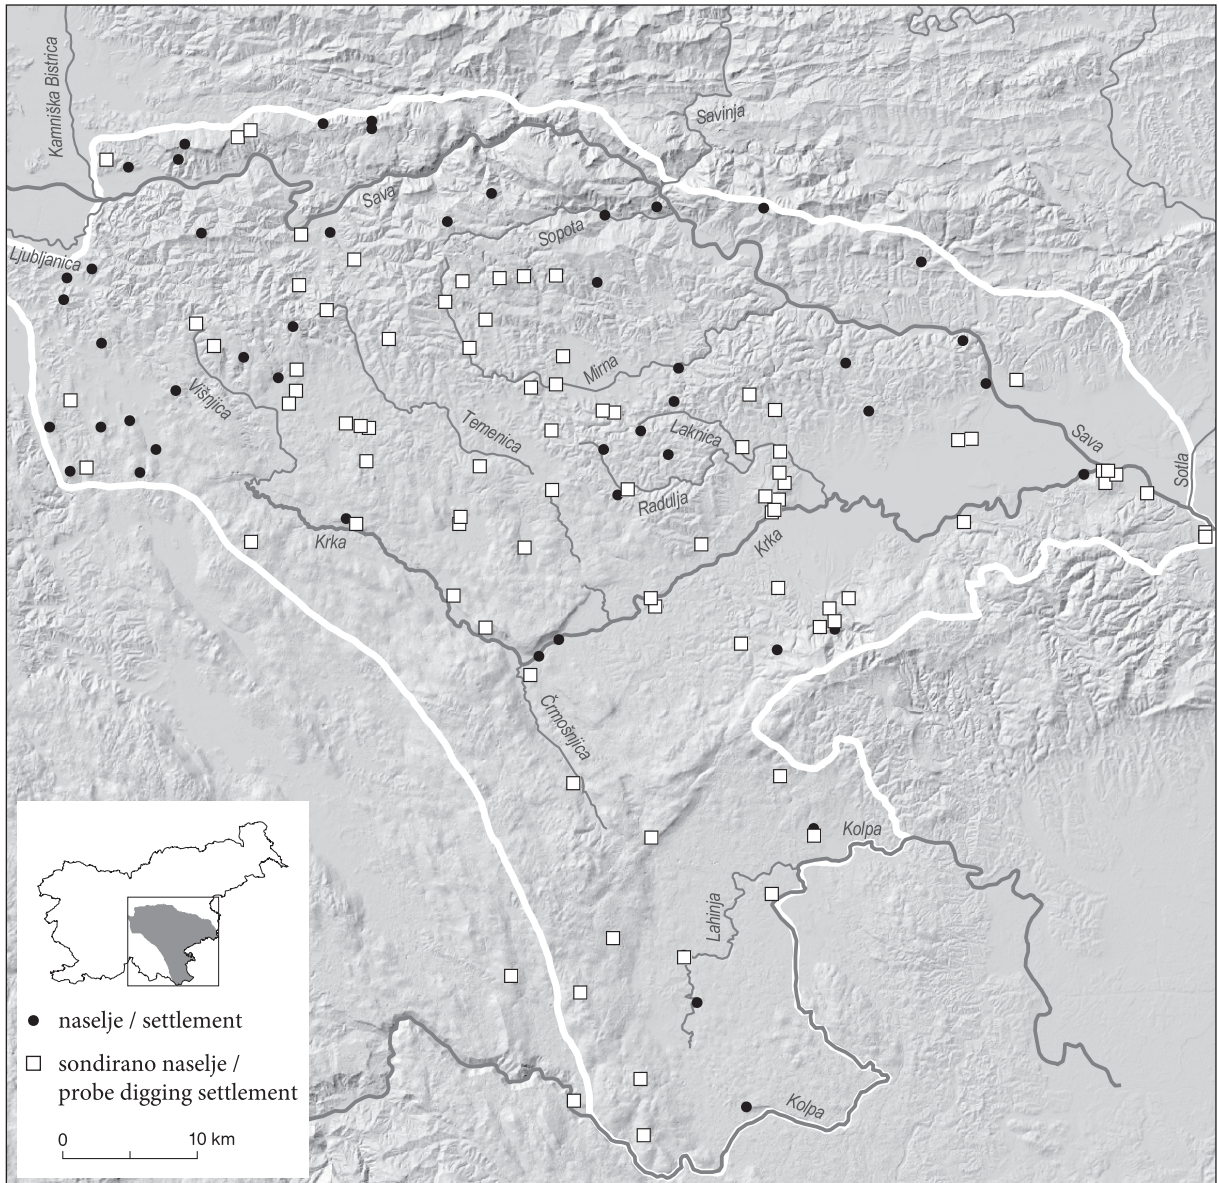 Kamniška Bistrica
Savinja
Sava
Sopota
Ljubljanica
Mirna
Višnjica
Temenica
Laknica
Sava
Sotla
Radulja
Krka
Krka
Črmošnjica
Kolpa
Lahinja
Kolpa
naselje / settlement
sondirano naselje /
probe digging settlement
0 10 km